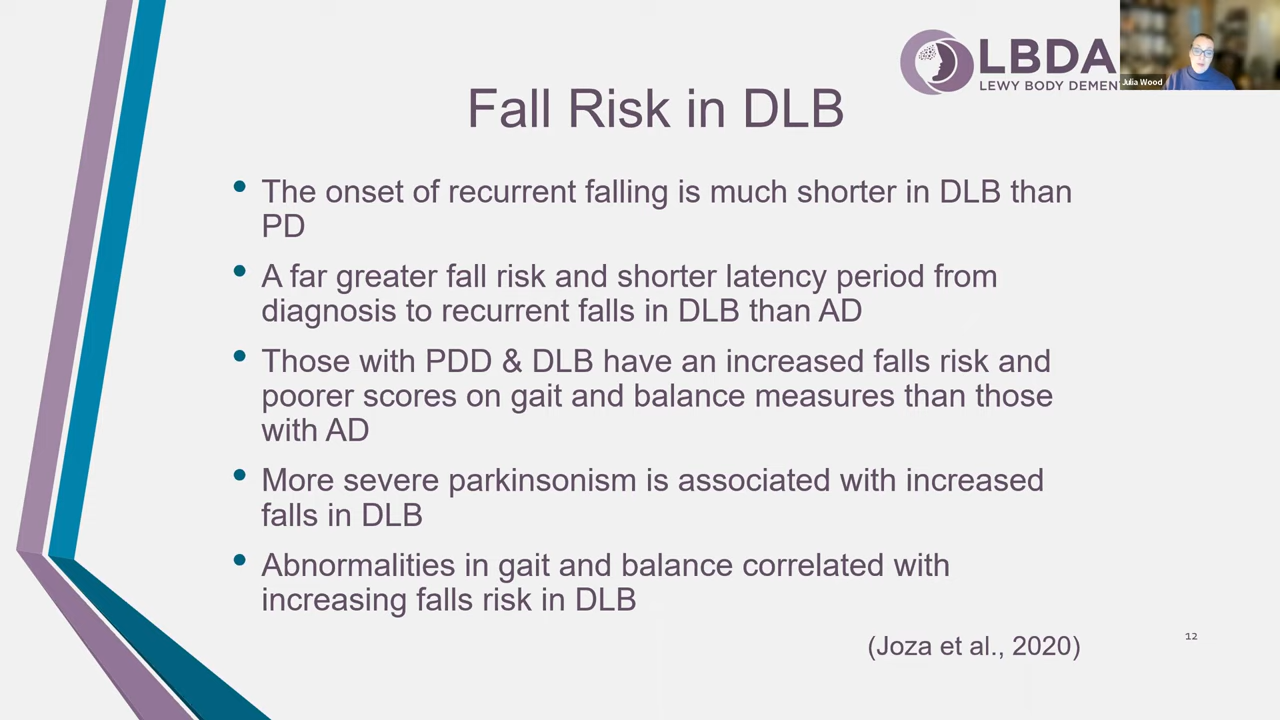 LBDA
LEWY BODY DEMEN
Julia Wood
Fall Risk in DLB
• The onset of recurrent falling is much shorter in DLB than
PD
• A far greater fall risk and shorter latency period from
diagnosis to recurrent falls in DLB than AD
• Those with PDD & DLB have an increased falls risk and
poorer scores on gait and balance measures than those
with AD
• More severe parkinsonism is associated with increased
falls in DLB
• Abnormalities in gait and balance correlated with
increasing falls risk in DLB
(Joza et al., 2020)
12